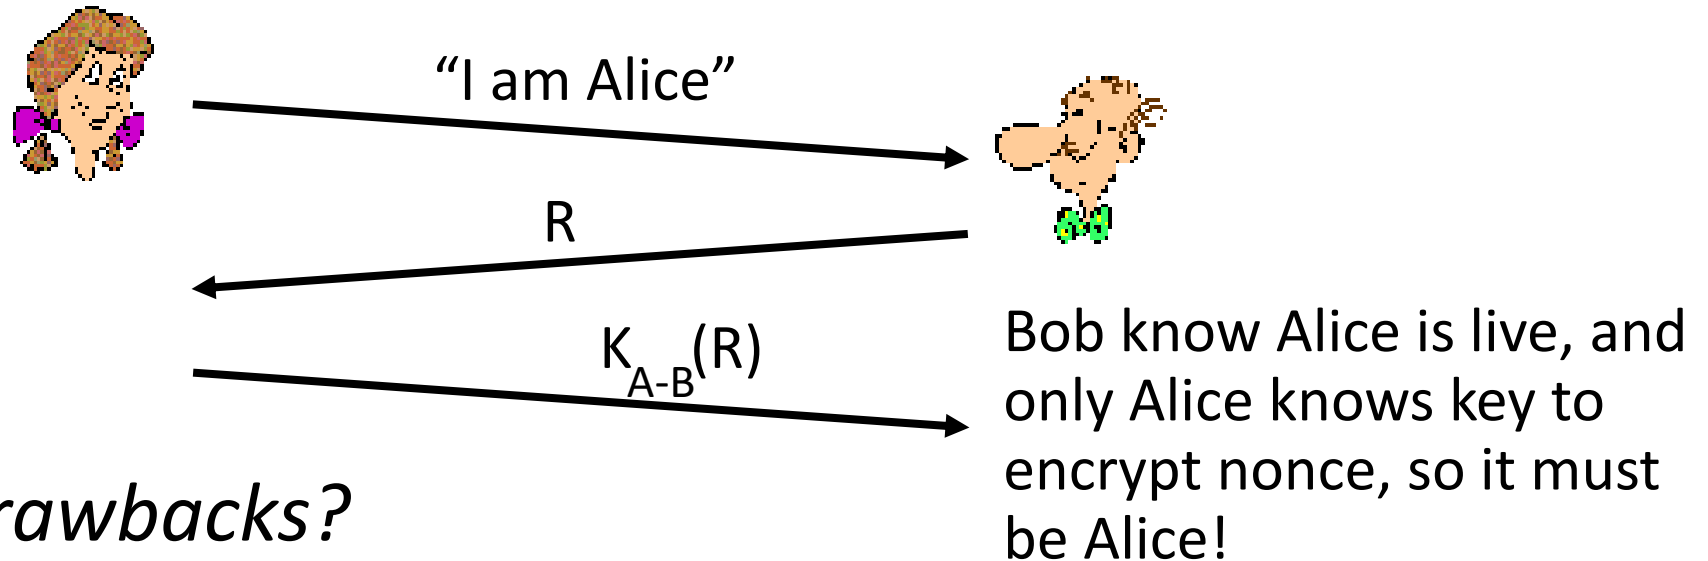 “I am Alice”
R
K A-B (R)
Bob know Alice is live, and
only Alice knows key to
encrypt nonce, so it must
be Alice!
rawbacks?